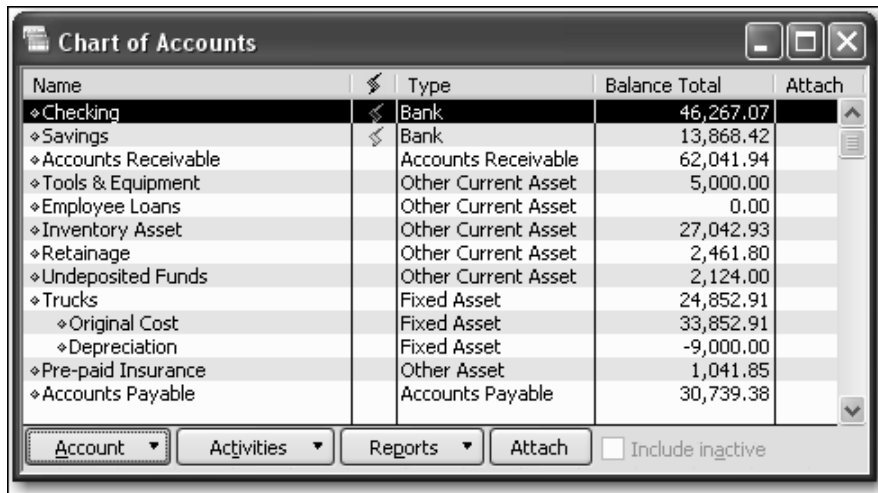 Chart of Accounts
Name Type Balance Total Attach
Checking Bank 46,267.07
Savings Bank 13,868.42
Accounts Receivable Accounts Receivable 62,041.94
Tools & Equipment Other Current Asset 5,000.00
Employee Loans Other Current Asset 0.00
Inventory Asset Other Current Asset 27,042.93
Retainage Other Current Asset 2,461.80
Undeposited Funds Other Current Asset 2,124.00
Trucks Fixed Asset 24,852.91
Original Cost Fixed Asset 33,852.91
Depreciation Fixed Asset -9,000.00
Pre-paid Insurance Other Asset 1,041.85
Accounts Payable Accounts Payable 30,739.38
Account Activities Reports Attach Include inactive